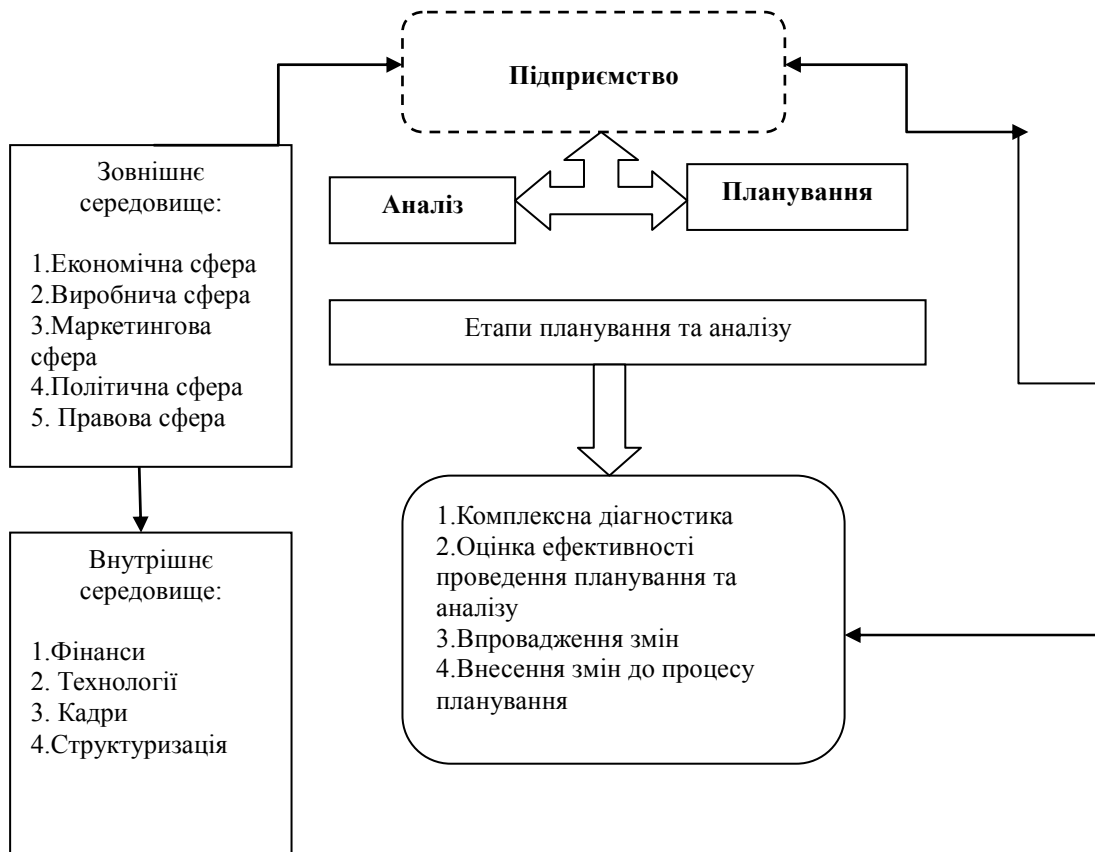 Підприємство
Зовнішнє
середовище:
1.Економічна сфера
2.Виробнича сфера
3.Маркетингова
сфера
4.Політична сфера
5. Правова сфера
Аналіз
Планування
Етапи планування та аналізу
1.Комплексна діагностика
2.Оцінка ефективності
проведення планування та
аналізу
3.Впровадження змін
4.Внесення змін до процесу
планування
Внутрішнє
середовище:
1.Фінанси
2. Технології
3. Кадри
4.Структуризація